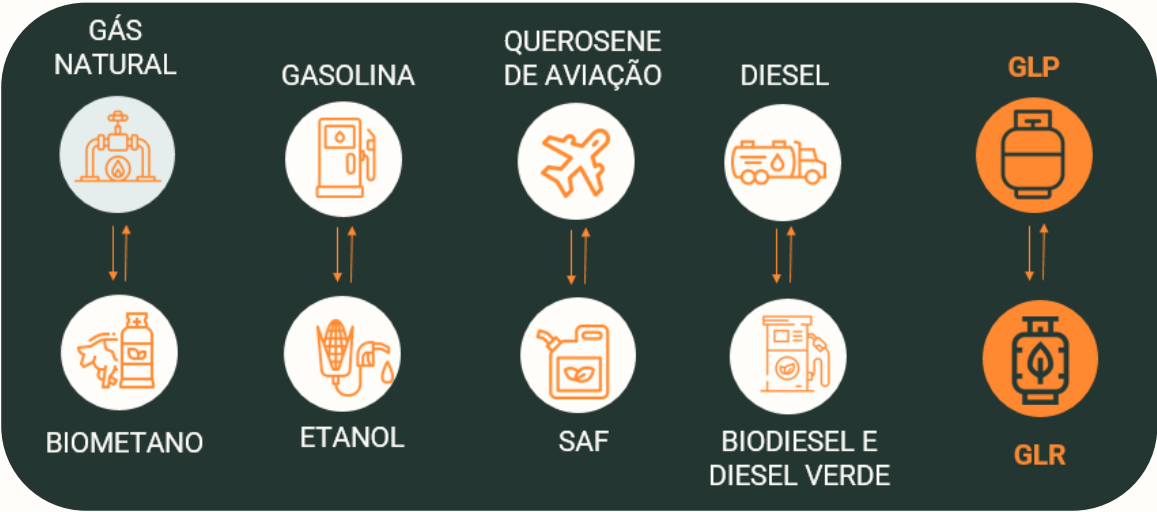 GÁS
NATURAL
GASOLINA
QUEROSENE
DE AVIAÇÃO
DIESEL
GLP
BIOMETANO
ETANOL
SAF
BIODIESEL E
DIESEL VERDE
GLR